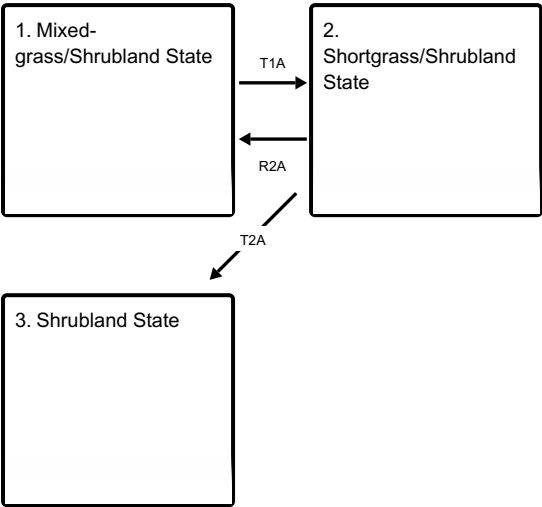 1. Mixed-
grass/Shrubland State
2.
Shortgrass/Shrubland
State
T1A
R2A
T2A
3. Shrubland State